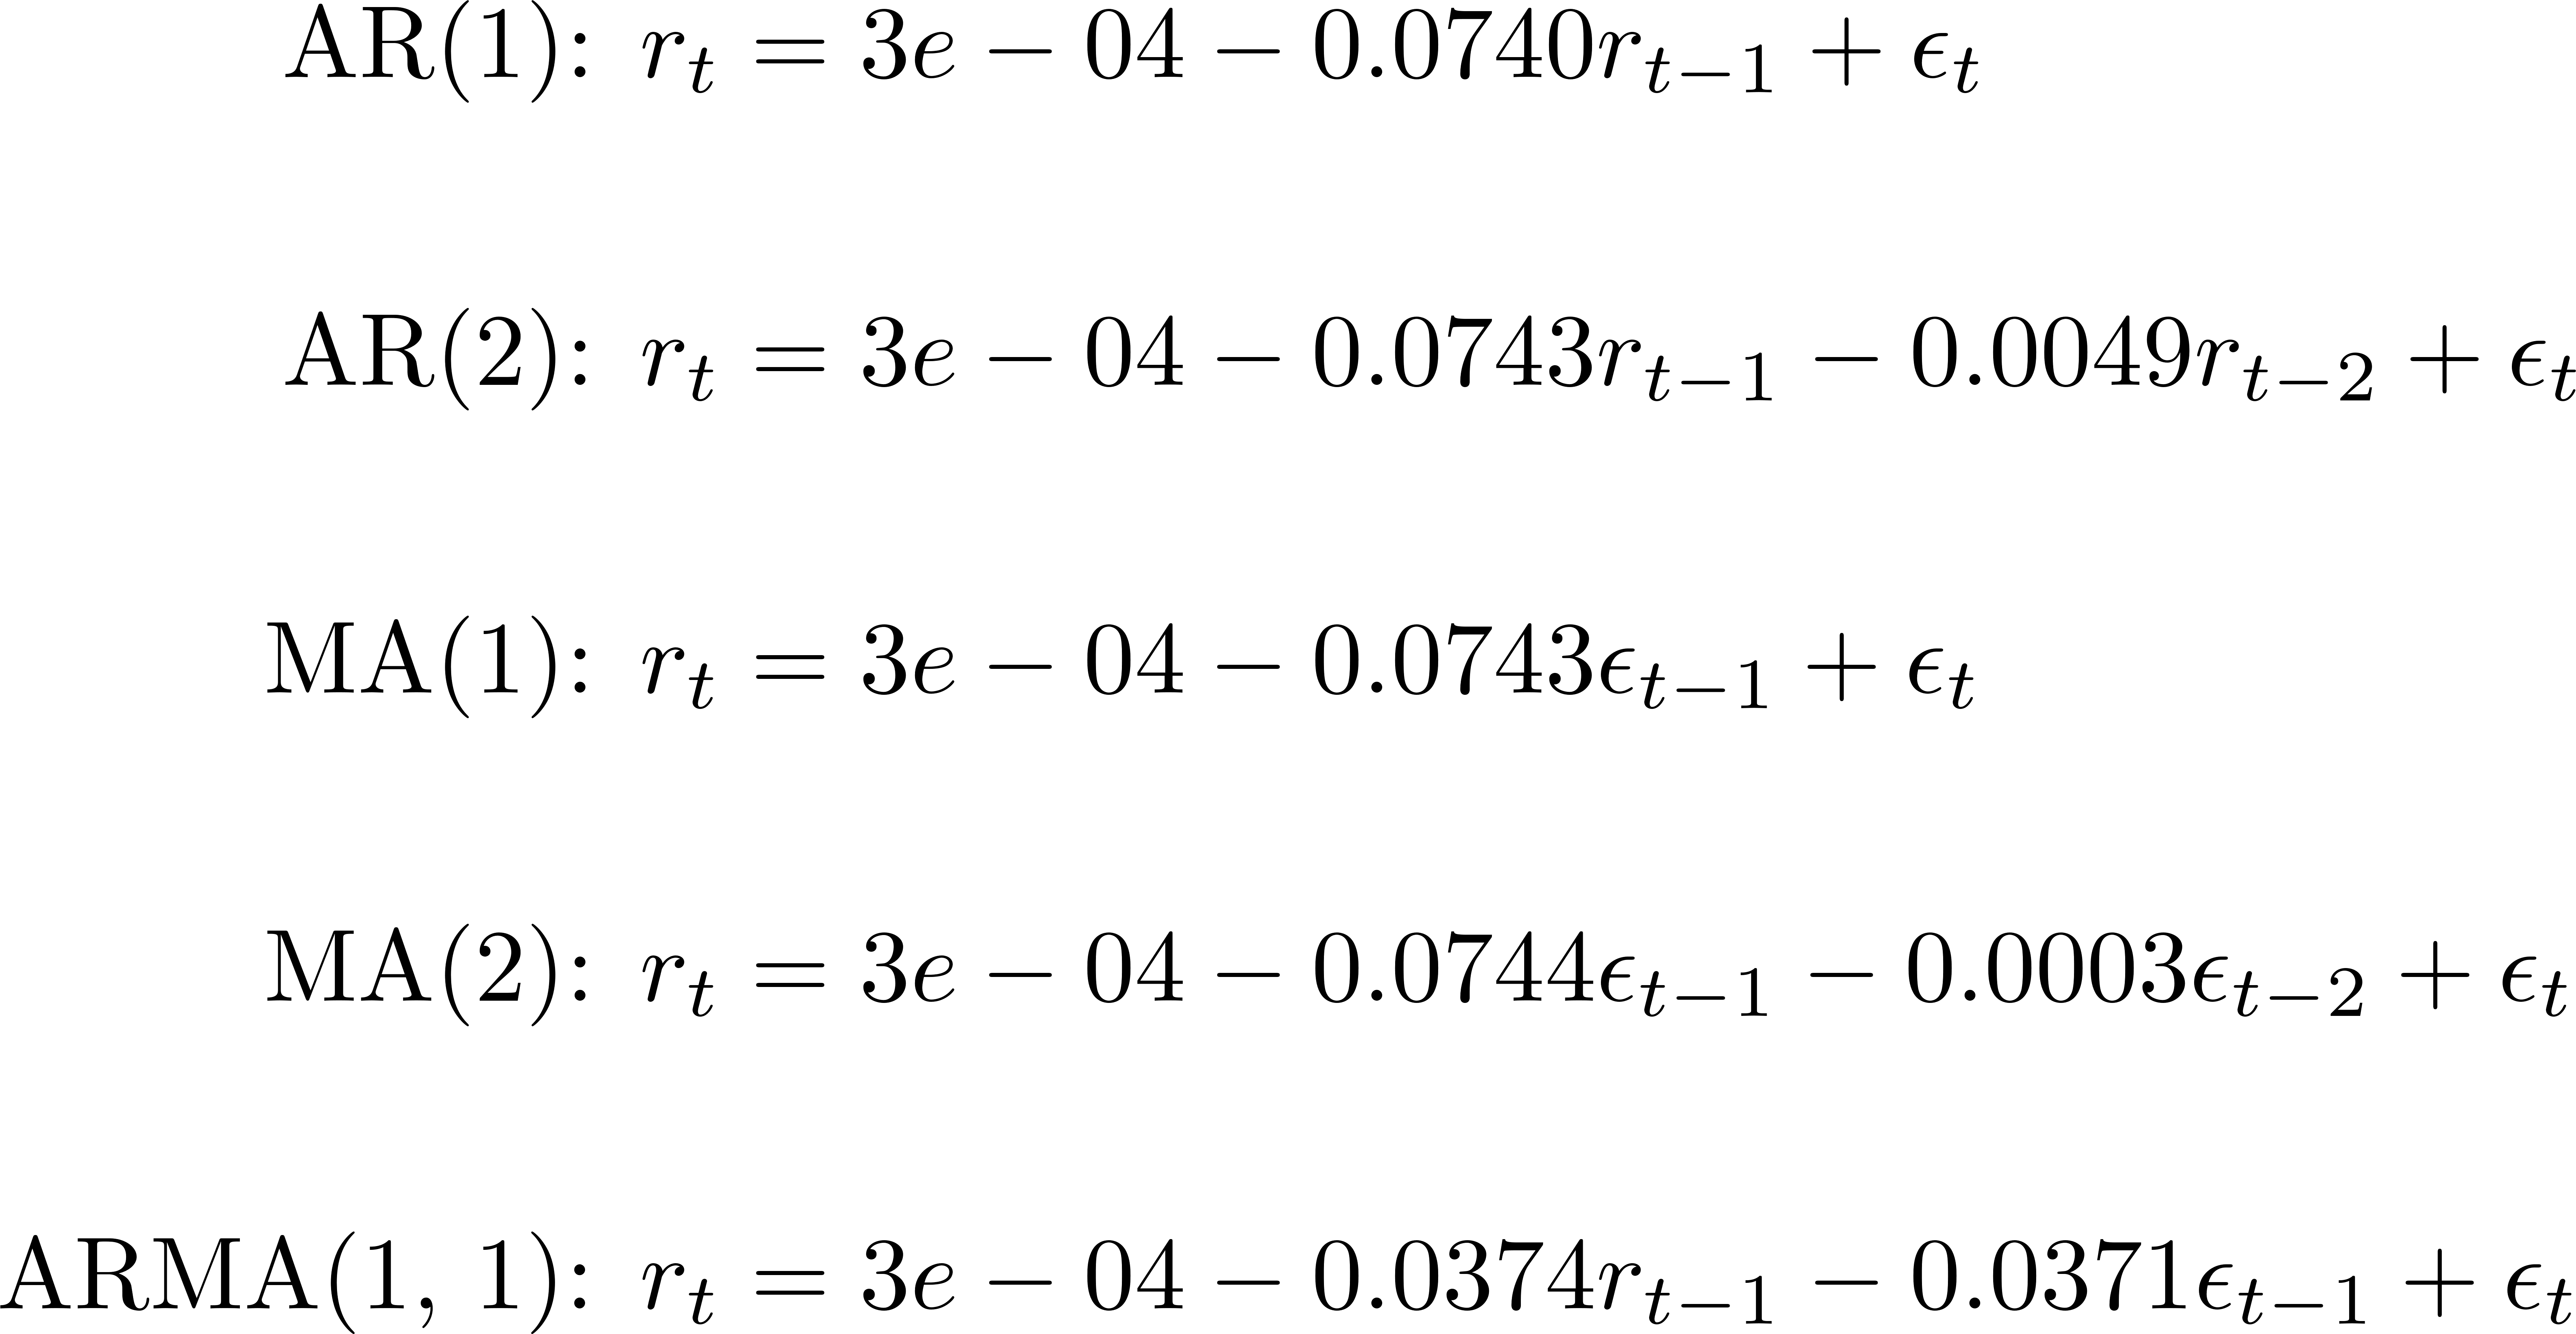 AR(1): r_t = 3e − 04 − 0.0740r_{t−1} + ϵ_t
AR(2): r_t = 3e − 04 − 0.0743r_{t−1} − 0.0049r_{t−2} + ϵ_t
MA(1): r_t = 3e − 04 − 0.0743ϵ_{t−1} + ϵ_t
MA(2): r_t = 3e − 04 − 0.0744ϵ_{t−1} − 0.0003ϵ_{t−2} + ϵ_t
ARMA(1, 1): r_t = 3e − 04 − 0.0374r_{t−1} − 0.0371ϵ_{t−1} + ϵ_t